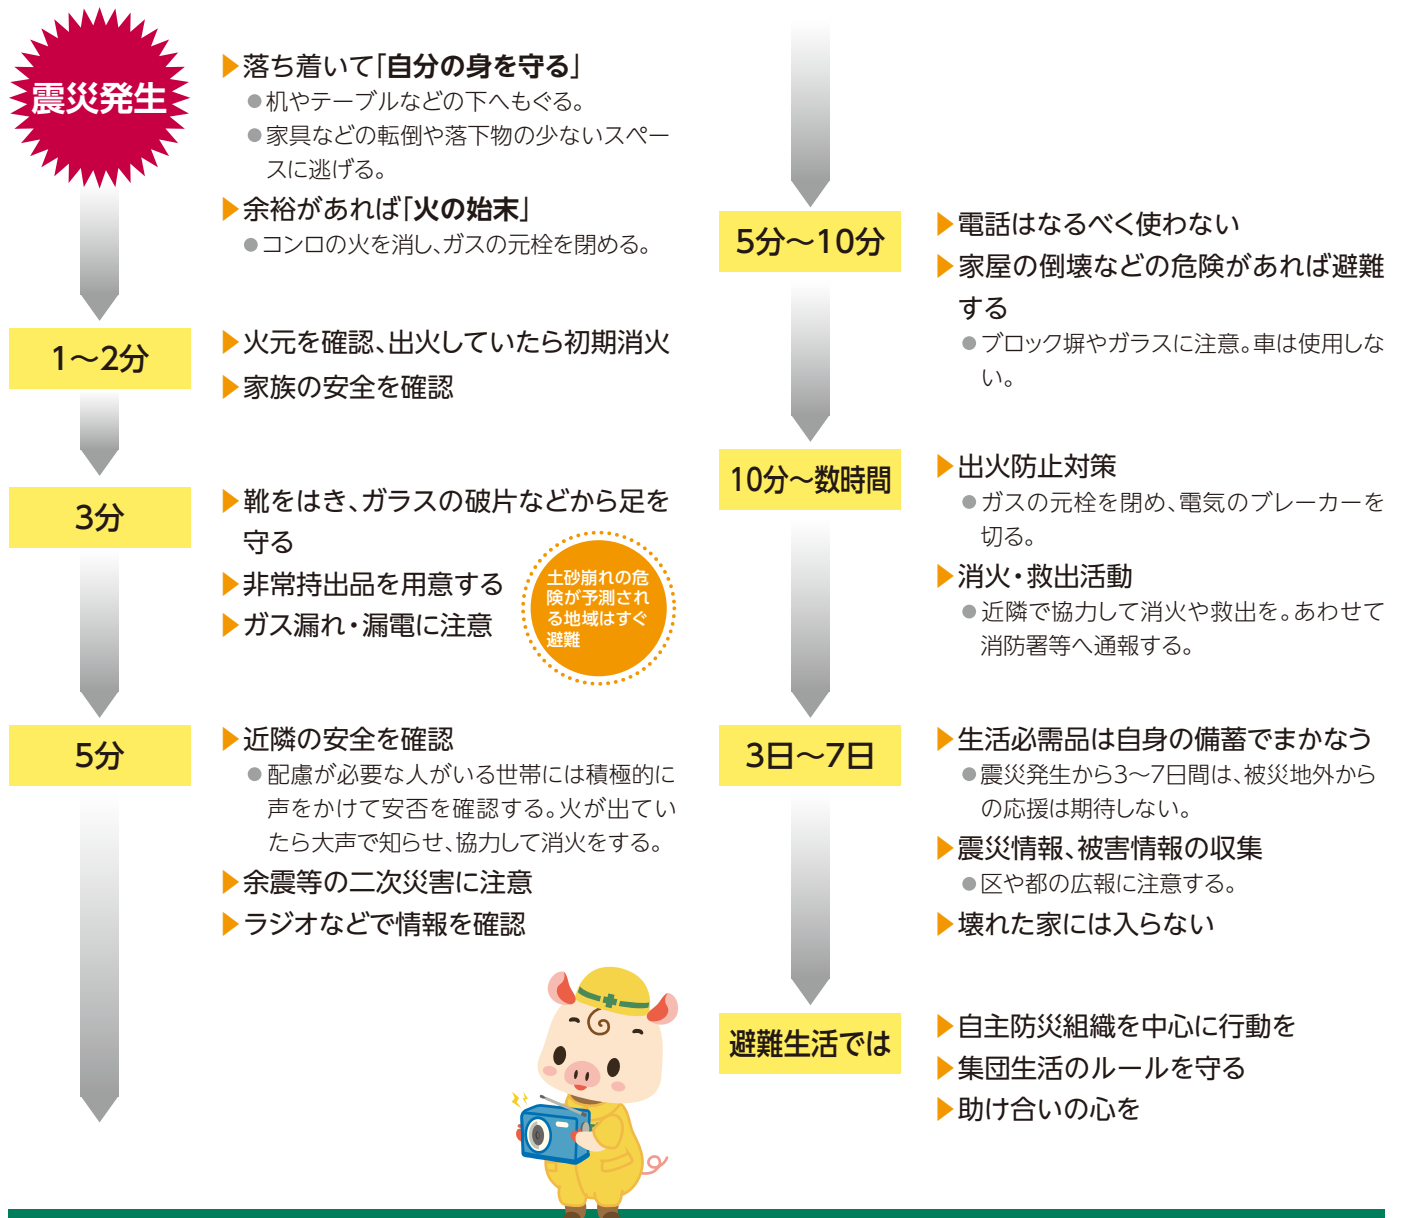 震災発生
▶落ち着いて「自分の身を守る」
●机やテーブルなどの下へもぐる。
●家具などの転倒や落下物の少ないスペー
スに逃げる。
▶余裕があれば「火の始末」
●コンロの火を消し、ガスの元栓を閉める。
1～2分
▶火元を確認、出火していたら初期消火
▶家族の安全を確認
3分
▶靴をはき、ガラスの破片などから足を
守る
▶非常持出品を用意する
▶ガス漏れ・漏電に注意
土砂崩れの危
険が予測され
る地域はすぐ
避難
5分
▶近隣の安全を確認
●配慮が必要な人がいる世帯には積極的に
声をかけて安否を確認する。火が出てい
たら大声で知らせ、協力して消火をする。
▶余震等の二次災害に注意
▶ラジオなどで情報を確認
5分～10分
▶電話はなるべく使わない
▶家屋の倒壊などの危険があれば避難
する
●ブロック塀やガラスに注意。車は使用しな
い。
10分～数時間
▶出火防止対策
●ガスの元栓を閉め、電気のブレーカーを
切る。
▶消火・救出活動
●近隣で協力して消火や救出を。あわせて
消防署等へ通報する。
3日～7日
▶生活必需品は自身の備蓄でまかなう
●震災発生から3～7日間は、被災地外から
の応援は期待しない。
▶震災情報、被害情報の収集
●区や都の広報に注意する。
▶壊れた家には入らない
避難生活では
▶自主防災組織を中心に行動を
▶集団生活のルールを守る
▶助け合いの心を